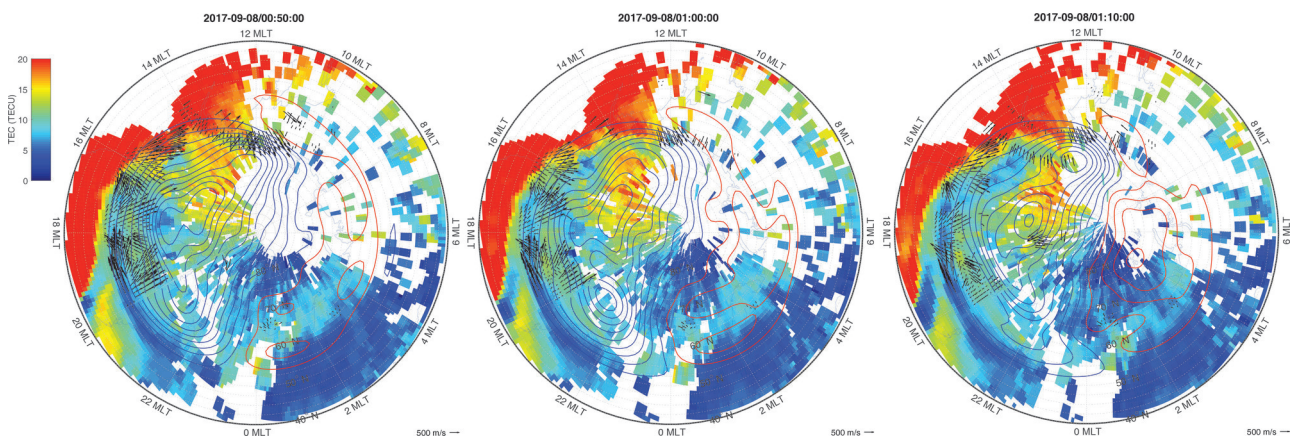 2017-09-08/00:50:00
12 MLT
14 MLT
10 MLT
16 MLT
8 MLT
18 MLT
6 MLT
20 MLT
4 MLT
22 MLT
2 MLT
0 MLT
60 °N
40 °N
500 m/s
20
15
10
5
0
TEC (TECU)
2017-09-08/01:00:00
12 MLT
14 MLT
10 MLT
16 MLT
8 MLT
18 MLT
6 MLT
20 MLT
4 MLT
22 MLT
2 MLT
0 MLT
60 °N
40 °N
500 m/s
2017-09-08/01:10:00
12 MLT
14 MLT
10 MLT
16 MLT
8 MLT
18 MLT
6 MLT
20 MLT
4 MLT
22 MLT
2 MLT
0 MLT
60 °N
40 °N
500 m/s